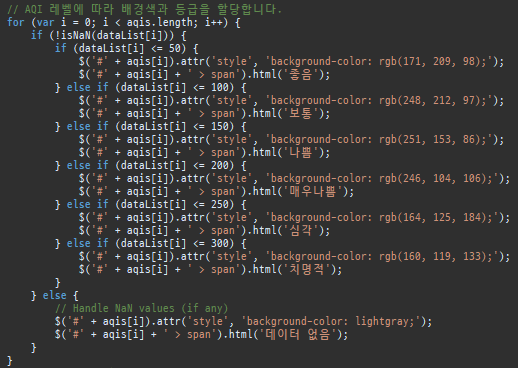 // AQI 레벨에 따라 배경색과 등급을 할당합니다.
for (var i = 0; i < aqis.length; i++) {
    if (!isNaN(dataList[i])) {
        if (dataList[i] <= 50) {
            $('#' + aqis[i]).attr('style', 'background-color: rgb(171, 209, 98);');
            $('#' + aqis[i] + ' > span').html('좋음');
        } else if (dataList[i] <= 100) {
            $('#' + aqis[i]).attr('style', 'background-color: rgb(248, 212, 97);');
            $('#' + aqis[i] + ' > span').html('보통');
        } else if (dataList[i] <= 150) {
            $('#' + aqis[i]).attr('style', 'background-color: rgb(251, 153, 86);');
            $('#' + aqis[i] + ' > span').html('나쁨');
        } else if (dataList[i] <= 200) {
            $('#' + aqis[i]).attr('style', 'background-color: rgb(246, 104, 106);');
            $('#' + aqis[i] + ' > span').html('매우나쁨');
        } else if (dataList[i] <= 250) {
            $('#' + aqis[i]).attr('style', 'background-color: rgb(164, 125, 184);');
            $('#' + aqis[i] + ' > span').html('심각');
        } else if (dataList[i] <= 300) {
            $('#' + aqis[i]).attr('style', 'background-color: rgb(160, 119, 133);');
            $('#' + aqis[i] + ' > span').html('치명적');
        }
    } else {
        // Handle NaN values (if any)
        $('#' + aqis[i]).attr('style', 'background-color: lightgray;');
        $('#' + aqis[i] + ' > span').html('데이터 없음');
    }
}